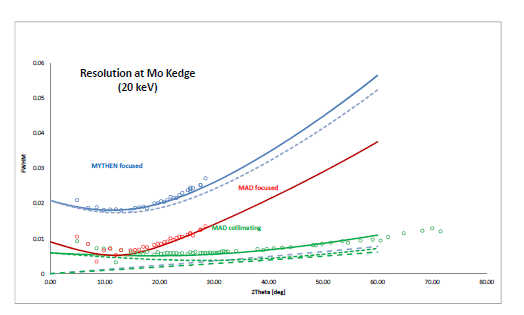 0.06
Resolution at Mo Kedge
(20 keV)
0.05
0.04
FWHM
MYTHEN focused
0.03
MAD focused
0.02
MAD collimating
0.01
0
0.00 10.00 20.00 30.00 40.00 50.00 60.00 70.00 80.00
2Theta [deg]